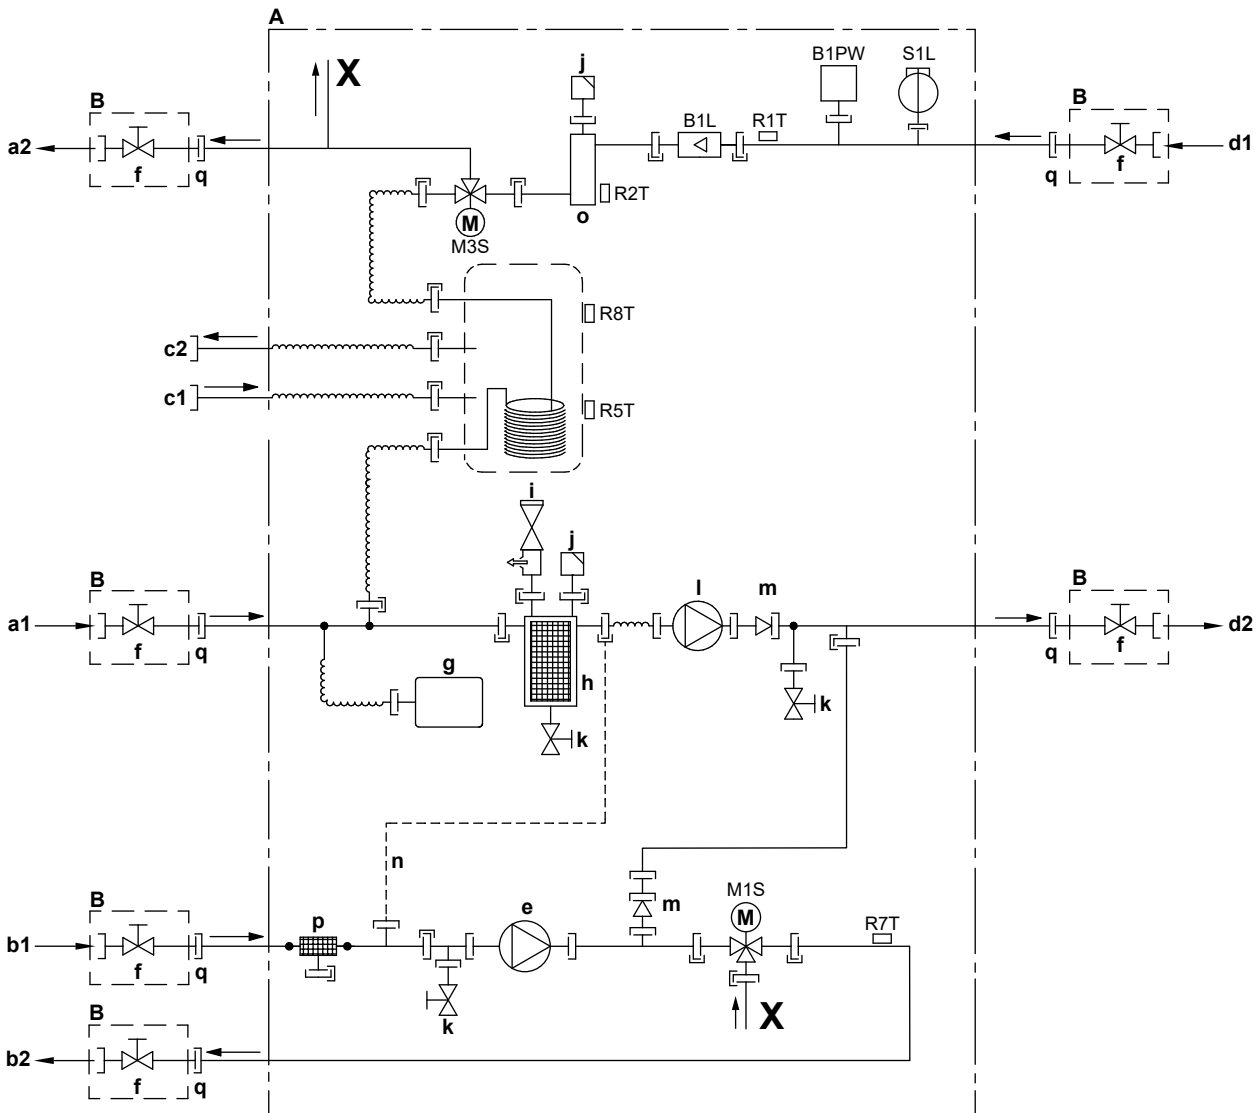 A
X
j
B1PW
S1L
B
B
a2
B1L
R1T
d1
f
q
q
f
R2T
M
o
M3S
R8T
c2
c1
R5T
i
j
B
l
m
B
a1
d2
f
q
g
h
q
f
k
k
n
M1S
B
p
e
m
M
R7T
b1
f
q
k
X
B
b2
f
q